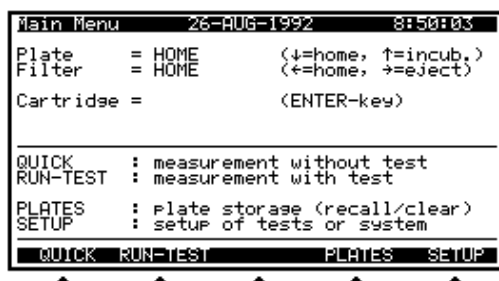 Main Menu 26-AUG-1992 8:50:03
Plate = HOME (↓=home, ↑=incub.)
Filter = HOME (←=home, →=eject)
Cartridge = (ENTER-key)
QUICK : measurement without test
RUN-TEST : measurement with test
PLATES : plate storage (recall/clear)
SETUP : setup of tests or system
QUICK RUN-TEST PLATES SETUP